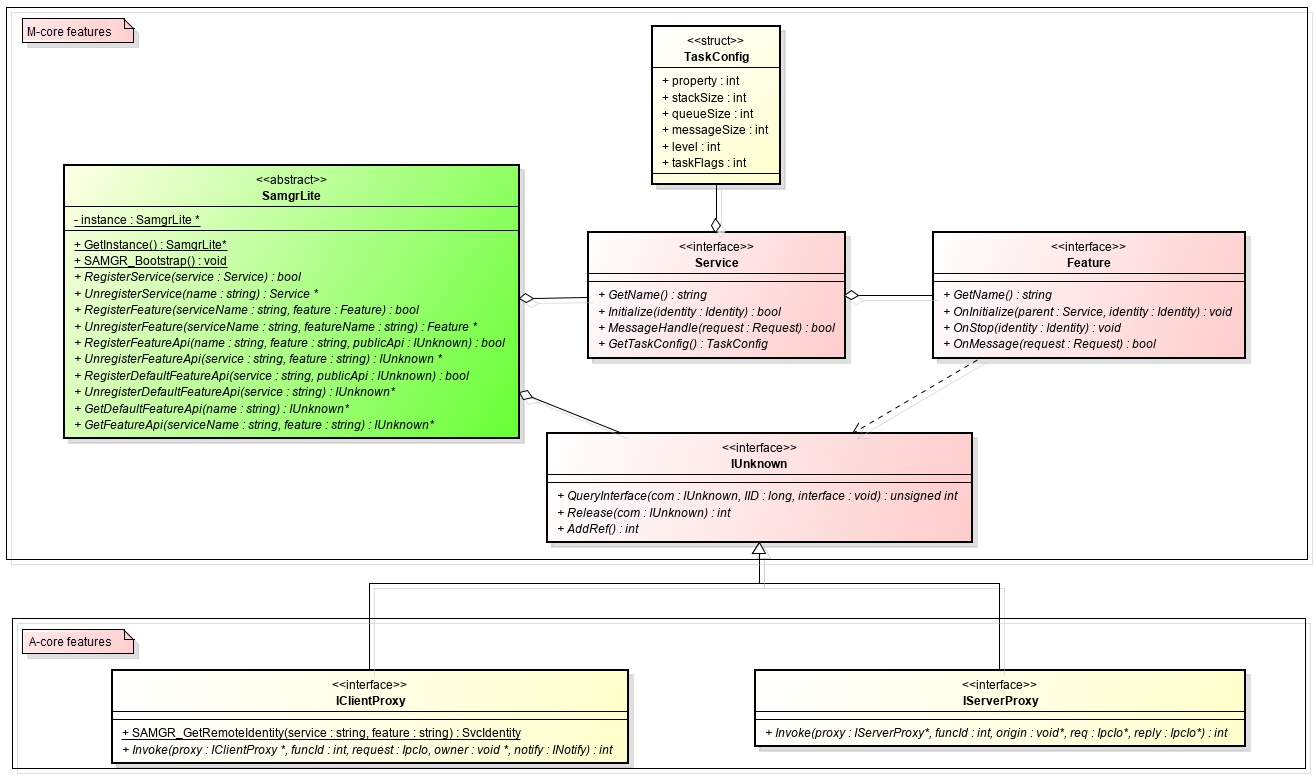 M-core features
<<struct>>
TaskConfig
+ property : int
+ stackSize : int
+ queueSize : int
+ messageSize : int
+ level : int
+ taskFlags : int
<<abstract>>
SamgrLite
- instance : SamgrLite *
+ GetInstance() : SamgrLite*
+ SAMGR_Bootstrap() : void
+ RegisterService(service : Service) : bool
+ UnregisterService(name : string) : Service *
+ RegisterFeature(serviceName : string, feature : Feature) : bool
+ UnregisterFeature(serviceName : string, featureName : string) : Feature *
+ RegisterFeatureApi(name : string, feature : string, publicApi : IUnknown) : bool
+ UnregisterFeatureApi(service : string, feature : string) : IUnknown *
+ RegisterDefaultFeatureApi(service : string, publicApi : IUnknown) : bool
+ UnregisterDefaultFeatureApi(service : string) : IUnknown*
+ GetDefaultFeatureApi(name : string) : IUnknown*
+ GetFeatureApi(serviceName : string, feature : string) : IUnknown*
<<interface>>
Service
+ GetName() : string
+ Initialize(identity : Identity) : bool
+ MessageHandle(request : Request) : bool
+ GetTaskConfig() : TaskConfig
<<interface>>
Feature
+ GetName() : string
+ OnInitialize(parent : Service, identity : Identity) : void
+ OnStop(identity : Identity) : void
+ OnMessage(request : Request) : bool
<<interface>>
IUnknown
+ QueryInterface(com : IUnknown, IID : long, interface : void) : unsigned int
+ Release(com : IUnknown) : int
+ AddRef() : int
A-core features
<<interface>>
IClientProxy
+ SAMGR_GetRemoteIdentity(service : string, feature : string) : SvcIdentity
+ Invoke(proxy : IClientProxy *, funcId : int, request : IpcIo, owner : void *, notify : INotify) : int
<<interface>>
IServerProxy
+ Invoke(proxy : IServerProxy*, funcId : int, origin : void*, req : IpcIo*, reply : IpcIo*) : int